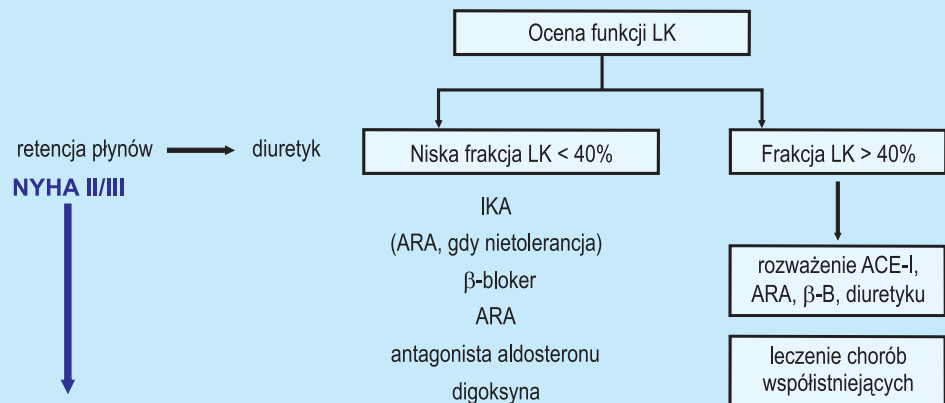 Ocena funkcji LK
retencja płynów
diuretyk
Niska frakcja LK < 40%
Frakcja LK > 40%
NYHA II/III
IKA
(ARA, gdy nietolerancja)
β-bloker
ARA
antagonista aldosteronu
digoksyna
rozważenie ACE-I,
ARA, β-B, diuretyku
leczenie chorób
współistniejących